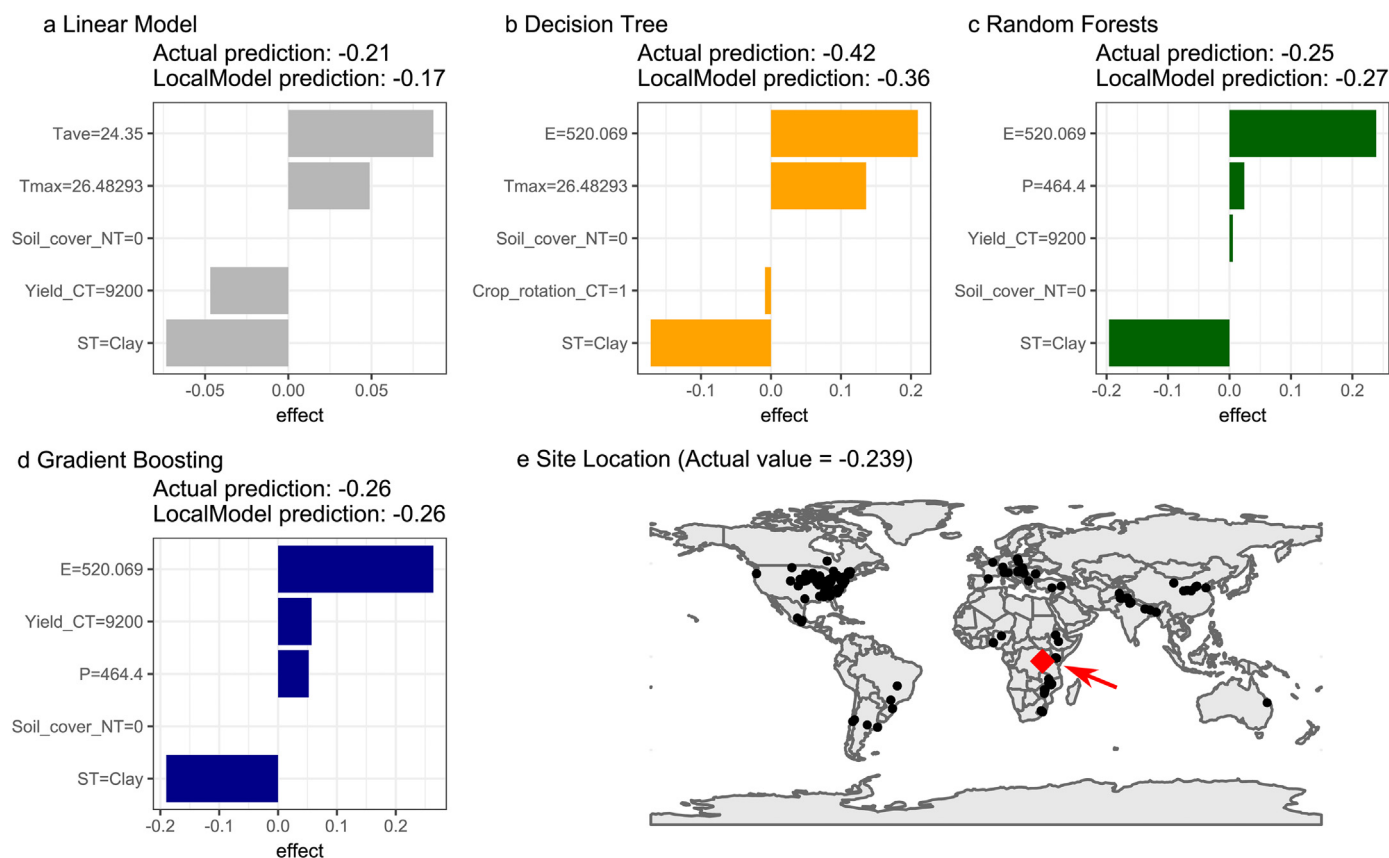 a Linear Model
Actual prediction: -0.21
LocalModel prediction: -0.17
Tave=24.35
Tmax=26.48293
Soil_cover_NT=0
Yield_CT=9200
ST=Clay
-0.05 0.00 0.05
effect
b Decision Tree
Actual prediction: -0.42
LocalModel prediction: -0.36
E=520.069
Tmax=26.48293
Soil_cover_NT=0
Crop_rotation_CT=1
ST=Clay
-0.1 0.0 0.1 0.2
effect
c Random Forests
Actual prediction: -0.25
LocalModel prediction: -0.27
E=520.069
P=464.4
Yield_CT=9200
Soil_cover_NT=0
ST=Clay
-0.2 -0.1 0.0 0.1 0.2
effect
d Gradient Boosting
Actual prediction: -0.26
LocalModel prediction: -0.26
E=520.069
Yield_CT=9200
P=464.4
Soil_cover_NT=0
ST=Clay
-0.2 -0.1 0.0 0.1 0.2
effect
e Site Location (Actual value = -0.239)